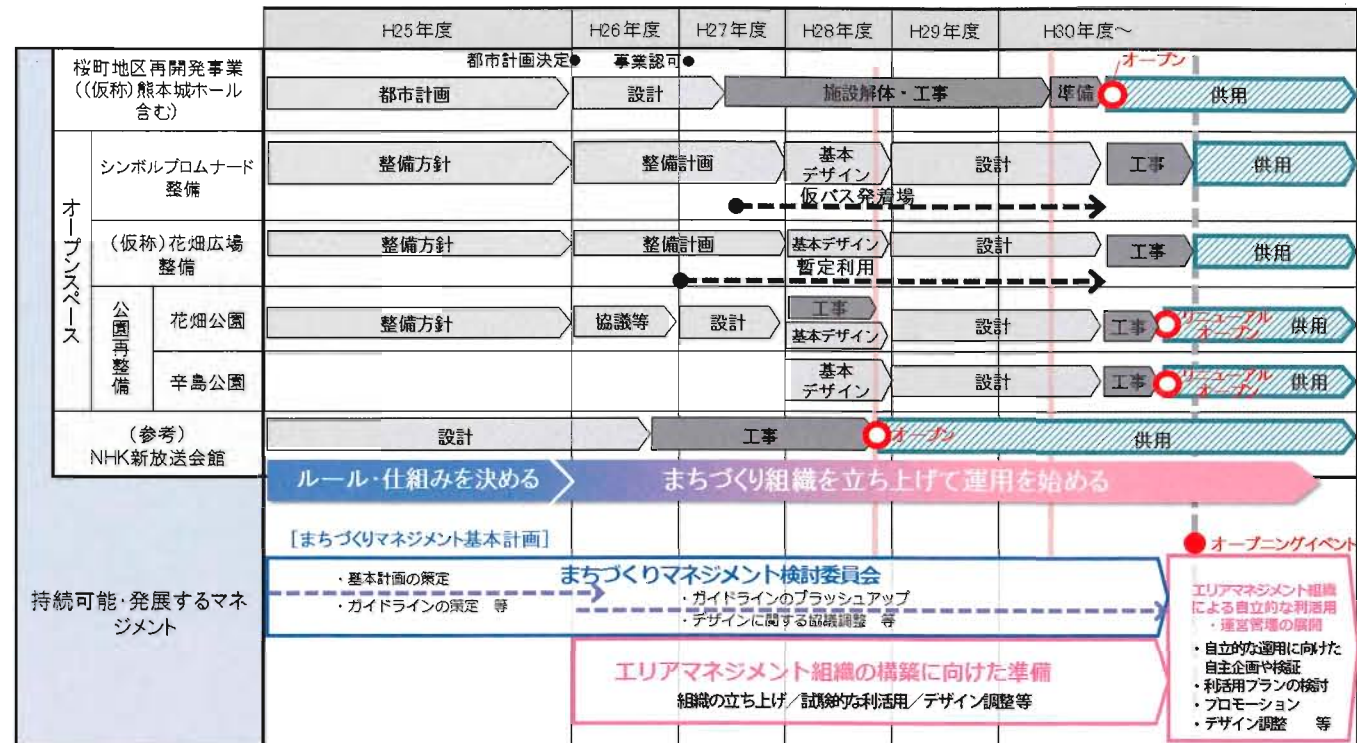 H25年度
H26年度
H27年度
H28年度
H29年度
H30年度～
桜町地区再開発事業
((仮称)熊本城ホール
含む)
都市計画決定●
事業認可●
オープン
都市計画
設計
施設解体・工事
準備
供用
オープンスペース
シンボルプロムナード
整備
整備方針
整備計画
基本
デザイン
設計
工事
供用
仮バス発着場
(仮称)花畑広場
整備
整備方針
整備計画
基本デザイン
設計
工事
供用
暫定利用
公園再整備
花畑公園
整備方針
協議等
設計
工事
基本デザイン
設計
工事
リニューアル
オープン
供用
辛島公園
基本
デザイン
設計
工事
リニューアル
オープン
供用
(参考)
NHK新放送会館
設計
工事
オープン
供用
持続可能・発展するマネ
ジメント
ルール・仕組みを決める
まちづくり組織を立ち上げて運用を始める
[まちづくりマネジメント基本計画]
オープニングイベント
まちづくりマネジメント検討委員会
・基本計画の策定
・ガイドラインの策定　等
・ガイドラインのブラッシュアップ
・デザインに関する協議調整　等
エリアマネジメント組織の構築に向けた準備
組織の立ち上げ／試験的な利活用／デザイン調整等
エリアマネジメント組織
による自立的な利活用
・運営管理の展開
・自立的な運用に向けた
自主企画や検証
・利活用プランの検討
・プロモーション
・デザイン調整　等